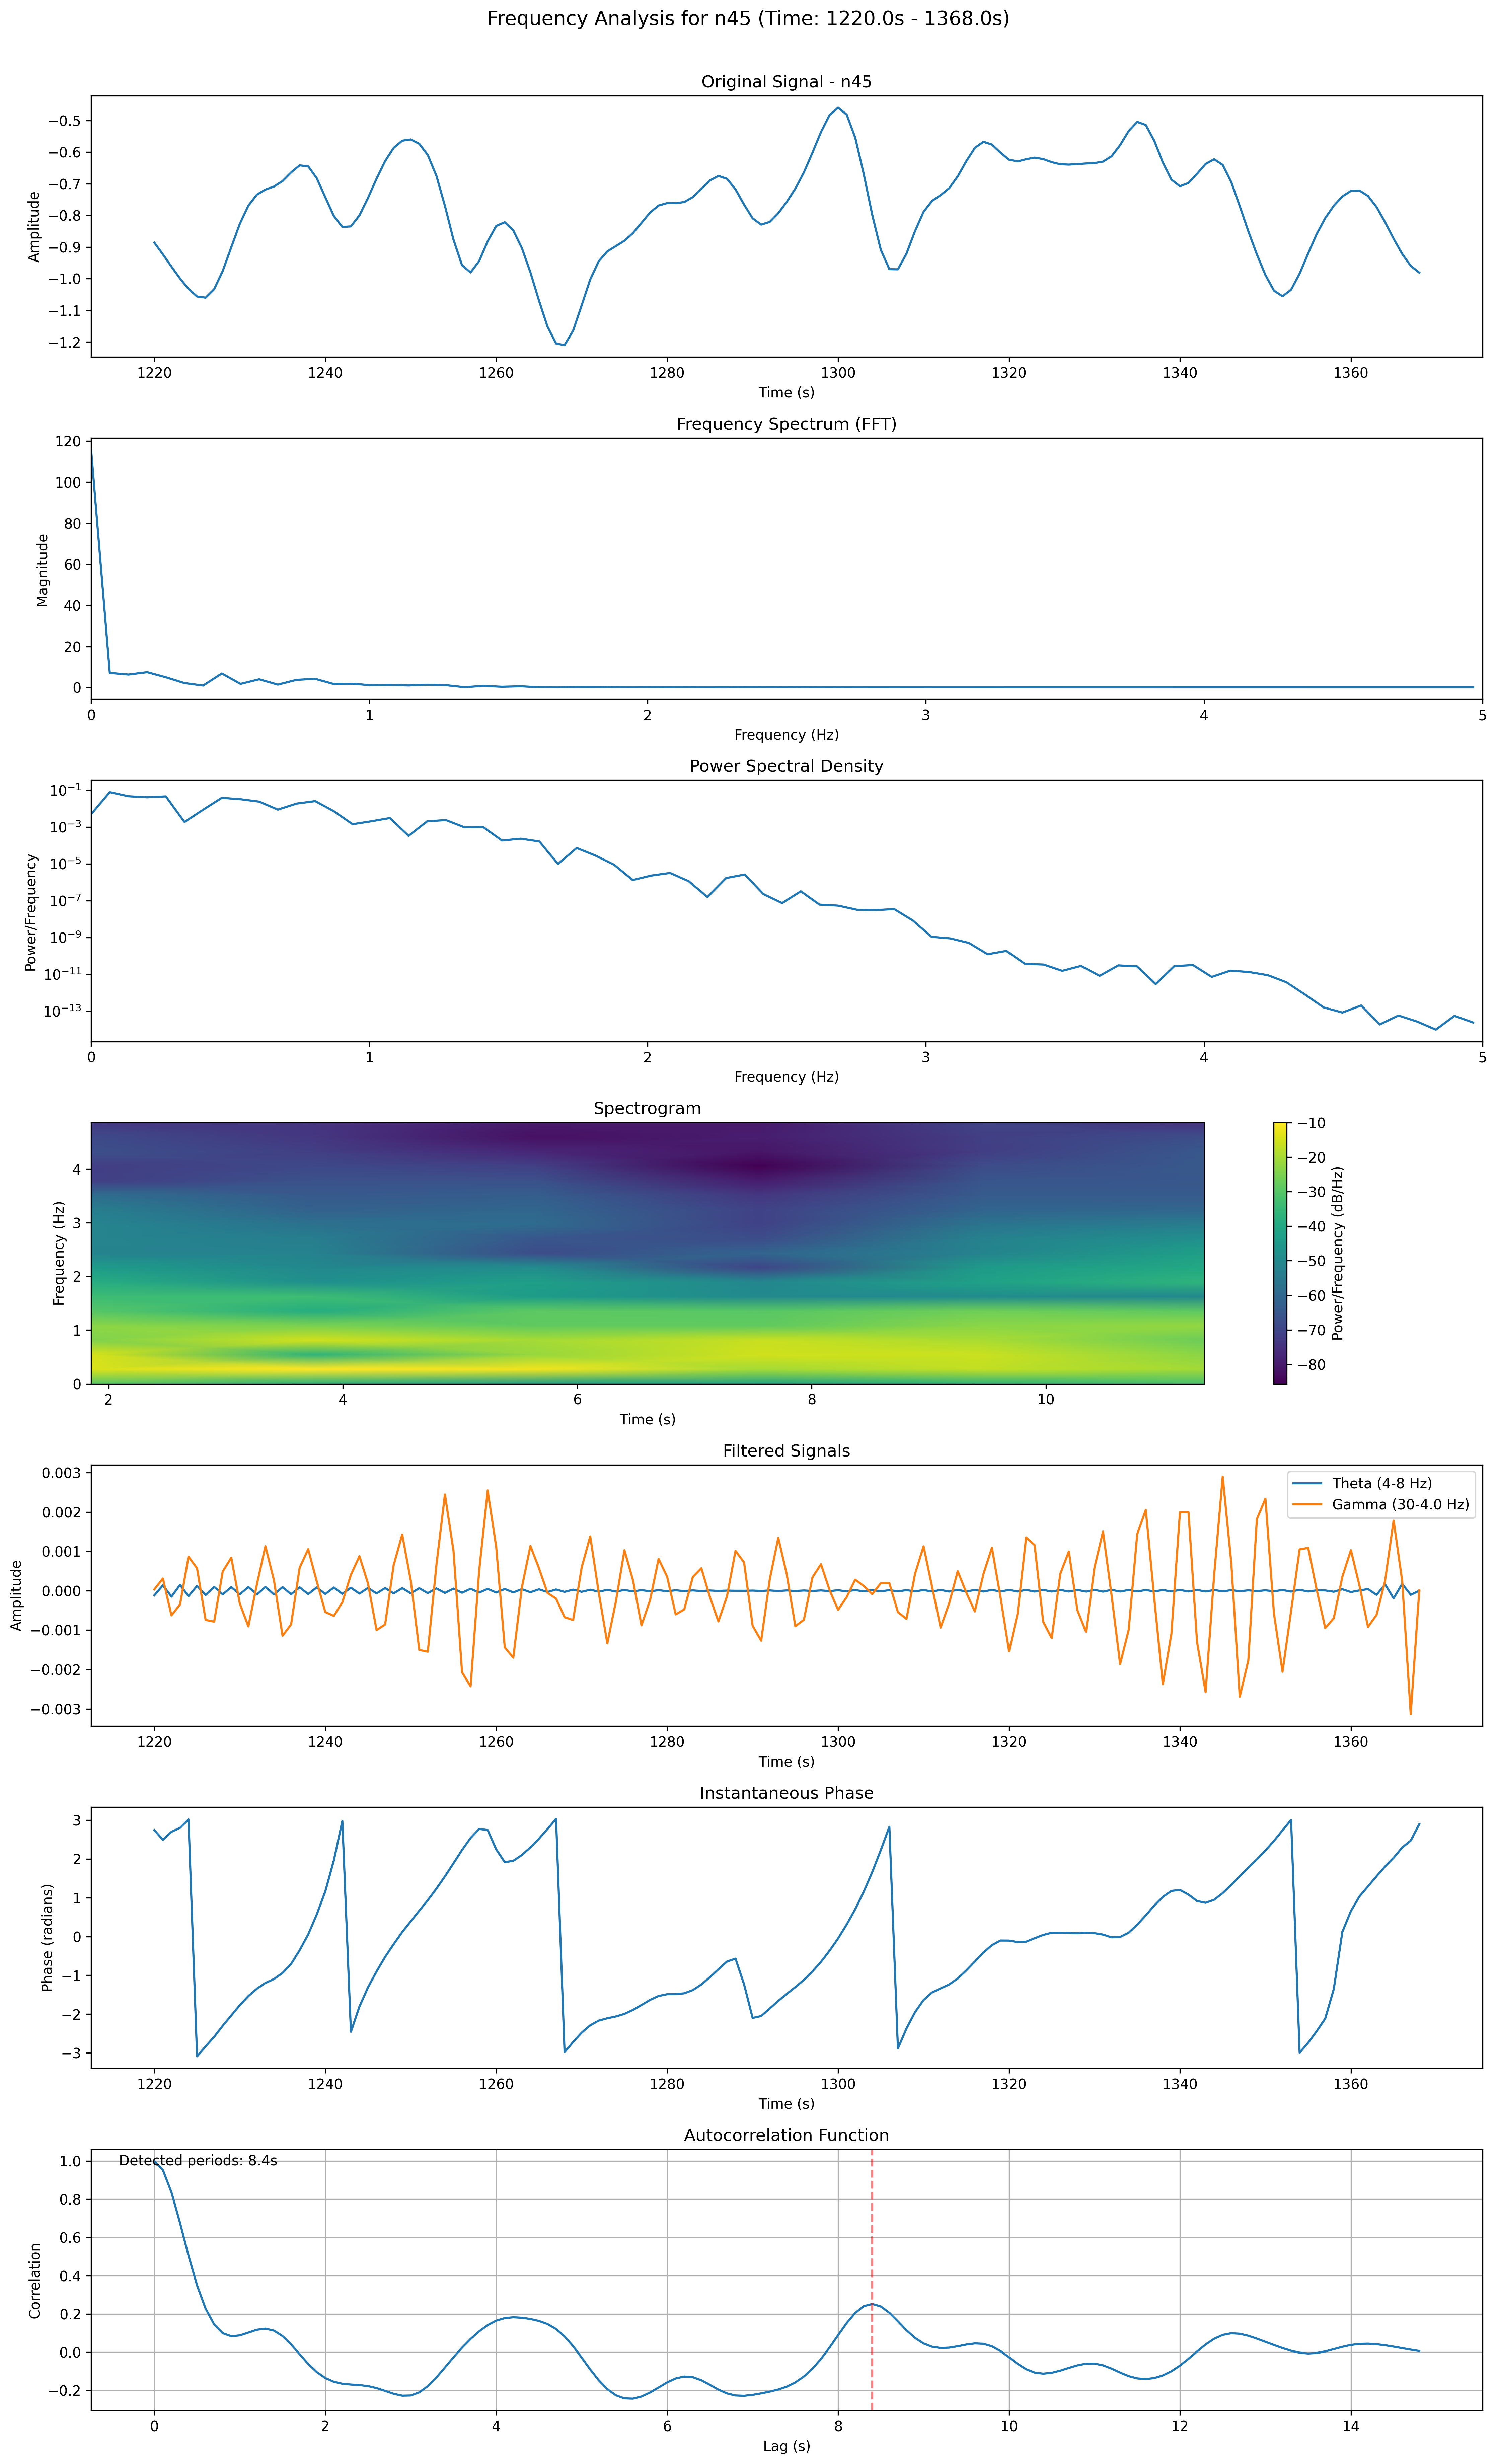 Frequency Analysis for n45 (Time: 1220.0s - 1368.0s)
Original Signal - n45
Amplitude
−0.5
−0.6
−0.7
−0.8
−0.9
−1.0
−1.1
−1.2
1220 1240 1260 1280 1300 1320 1340 1360
Time (s)
Frequency Spectrum (FFT)
Magnitude
120
100
80
60
40
20
0
0 1 2 3 4 5
Frequency (Hz)
Power Spectral Density
Power/Frequency
10⁻¹
10⁻³
10⁻⁵
10⁻⁷
10⁻⁹
10⁻¹¹
10⁻¹³
0 1 2 3 4 5
Frequency (Hz)
Spectrogram
Frequency (Hz)
4
3
2
1
0
2 4 6 8 10
Time (s)
−10
−20
−30
−40
−50
−60
−70
−80
Power/Frequency (dB/Hz)
Filtered Signals
Amplitude
0.003
0.002
0.001
0.000
−0.001
−0.002
−0.003
Theta (4-8 Hz)
Gamma (30-4.0 Hz)
1220 1240 1260 1280 1300 1320 1340 1360
Time (s)
Instantaneous Phase
Phase (radians)
3
2
1
0
−1
−2
−3
1220 1240 1260 1280 1300 1320 1340 1360
Time (s)
Autocorrelation Function
Detected periods: 8.4s
Correlation
1.0
0.8
0.6
0.4
0.2
0.0
−0.2
0 2 4 6 8 10 12 14
Lag (s)